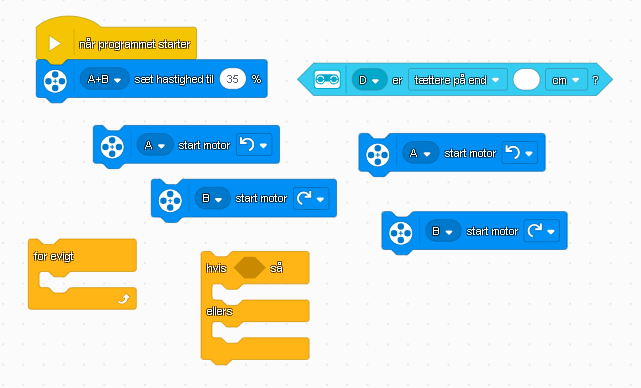 når programmet starter
A+B sæt hastighed til 35 %
D er tættere på end cm ?
A start motor
A start motor
B start motor
B start motor
for evigt
hvis så
ellers